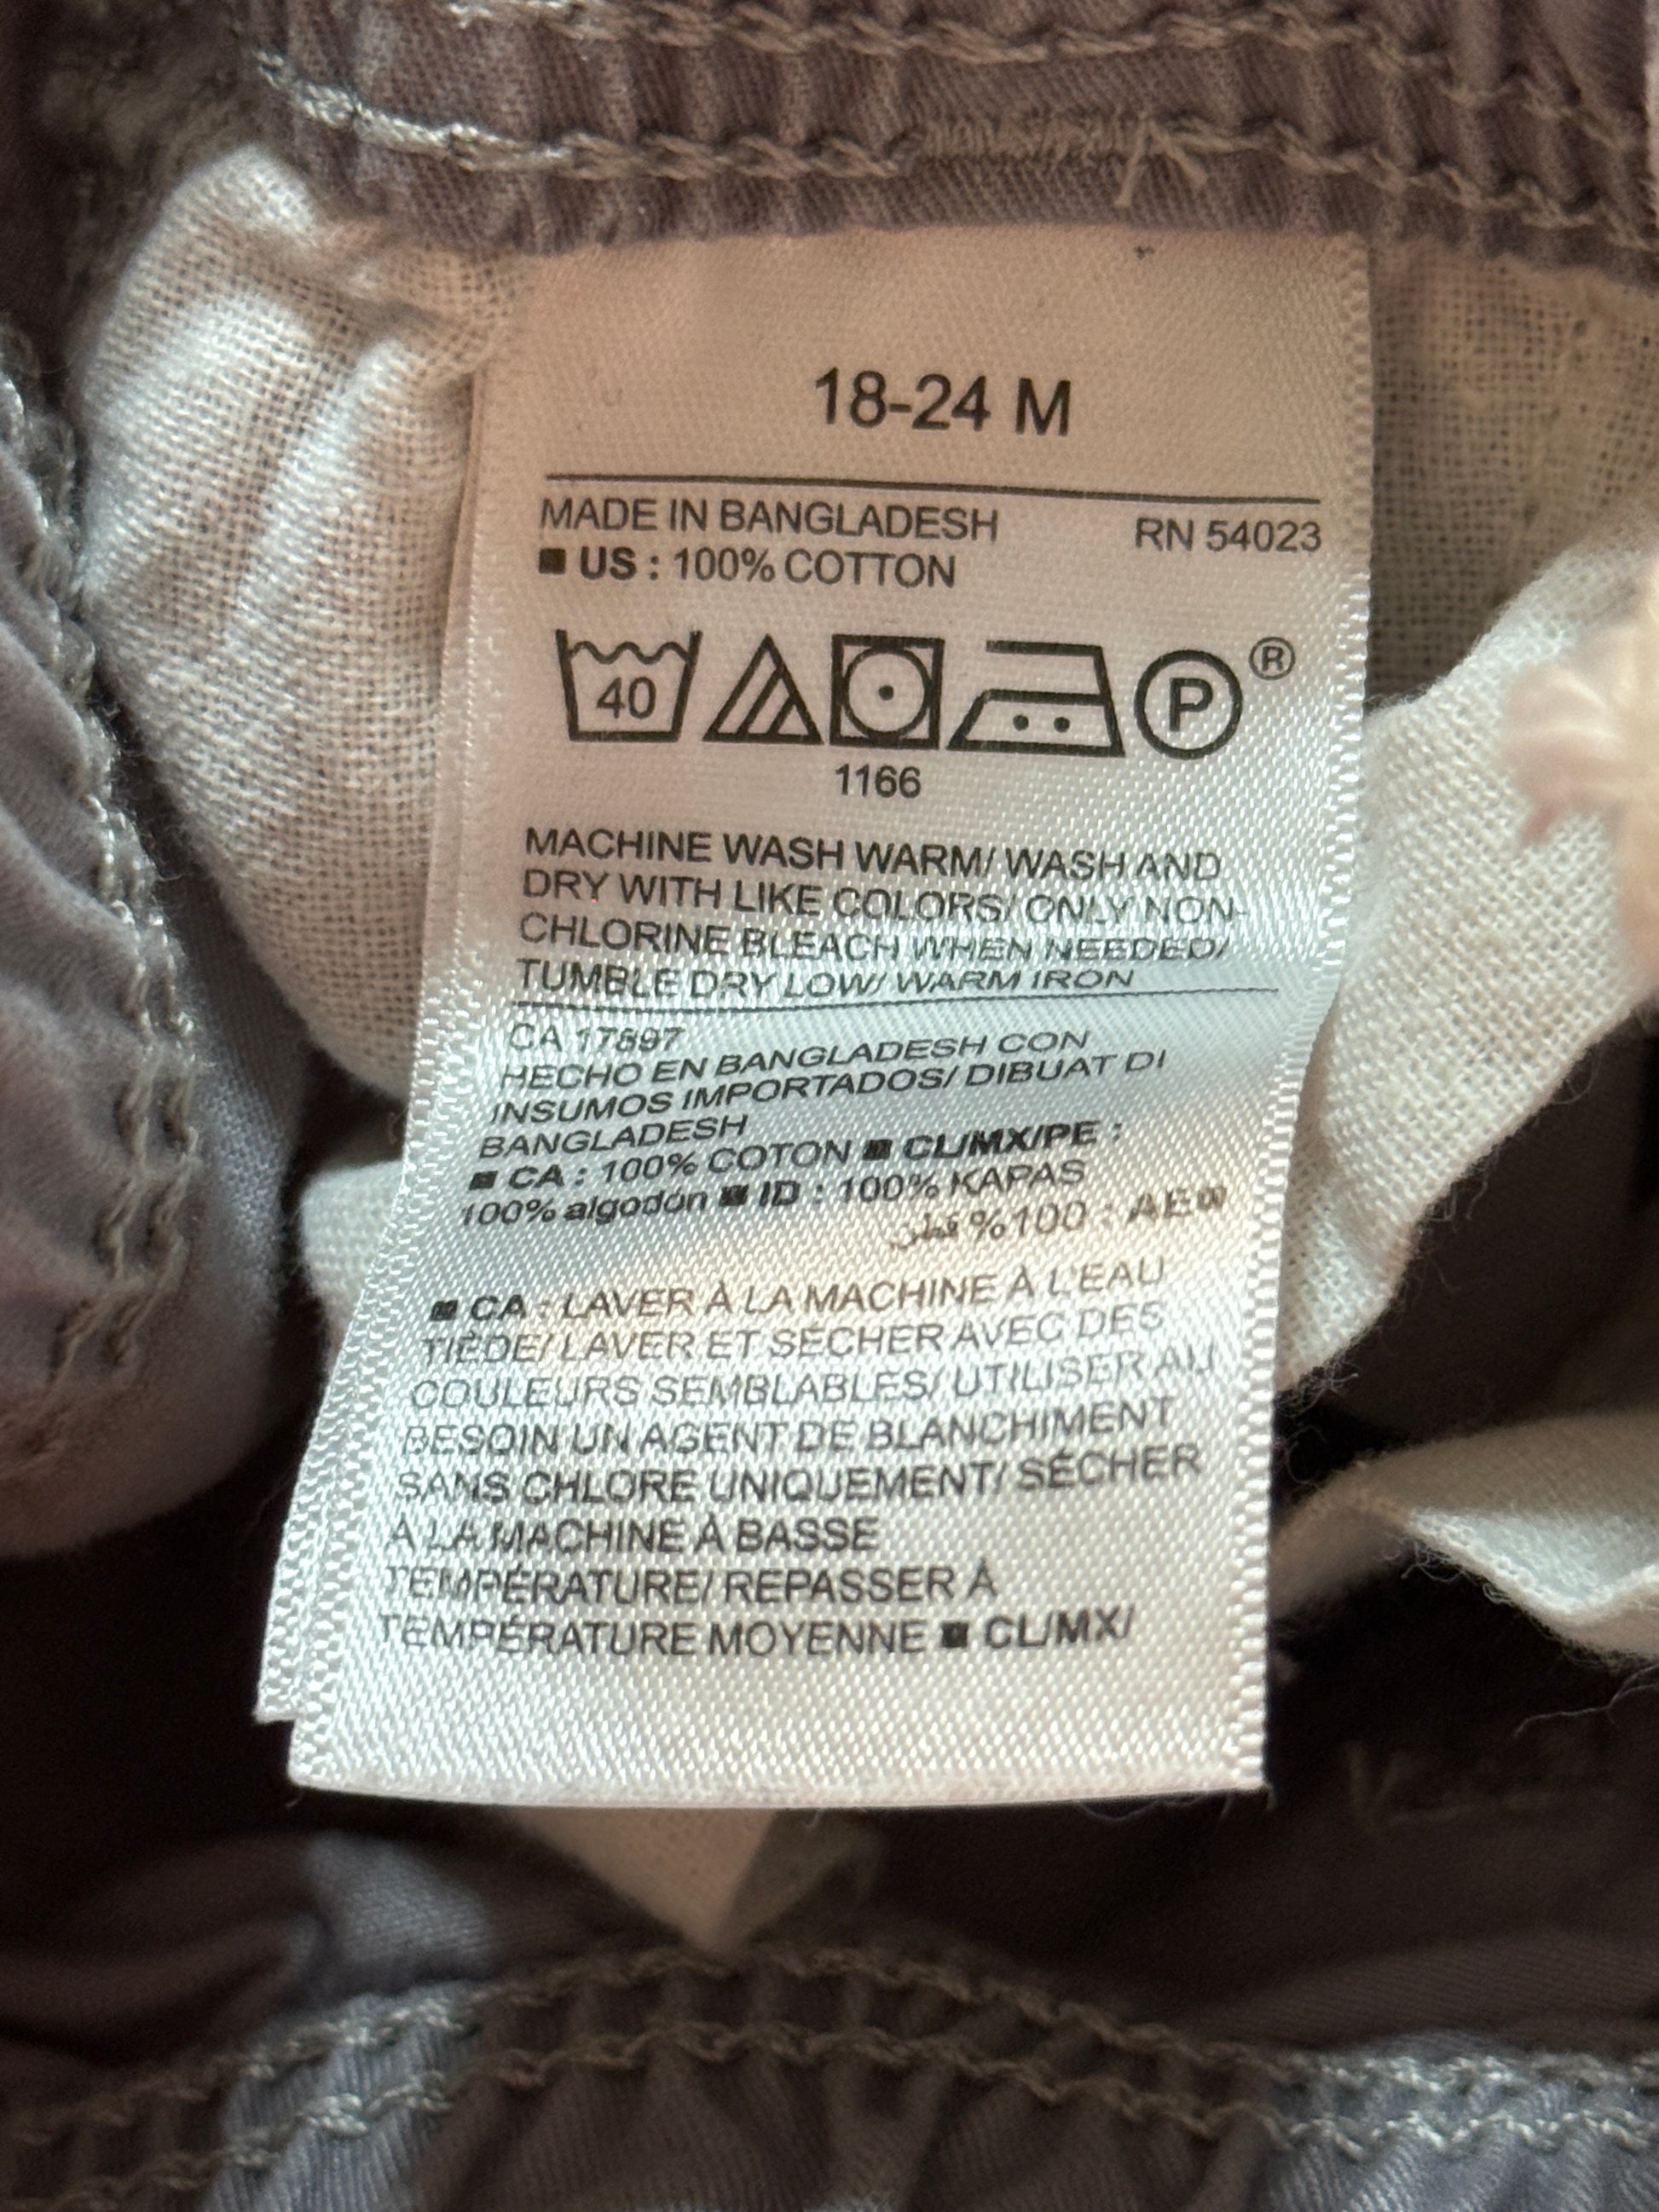 18-24 M
MADE IN BANGLADESH RN 54023
■ US : 100% COTTON
40 P ®
1166
MACHINE WASH WARM/ WASH AND
DRY WITH LIKE COLORS/ ONLY NON-
CHLORINE BLEACH WHEN NEEDED/
TUMBLE DRY LOW/ WARM IRON
CA 17897
HECHO EN BANGLADESH CON
INSUMOS IMPORTADOS/ DIBUAT DI
BANGLADESH
■ CA : 100% COTON ■ CL/MX/PE :
100% algodón ■ ID : 100% KAPAS
■ AE : 100% قطن
■ CA : LAVER À LA MACHINE À L'EAU
TIÈDE/ LAVER ET SÉCHER AVEC DES
COULEURS SEMBLABLES/ UTILISER AU
BESOIN UN AGENT DE BLANCHIMENT
SANS CHLORE UNIQUEMENT/ SÉCHER
À LA MACHINE À BASSE
TEMPÉRATURE/ REPASSER À
TEMPÉRATURE MOYENNE ■ CL/MX/